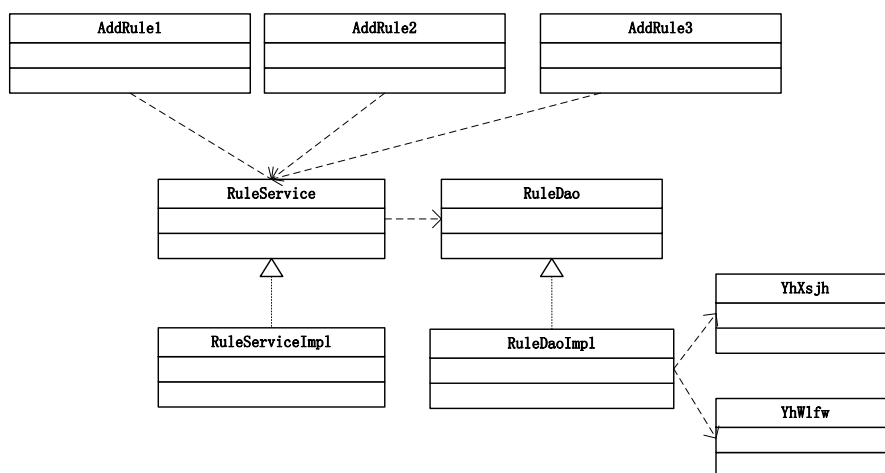 AddRule1 AddRule2 AddRule3
RuleService RuleDao
YhXsjh
RuleServiceImpl RuleDaoImpl
YhWlfw